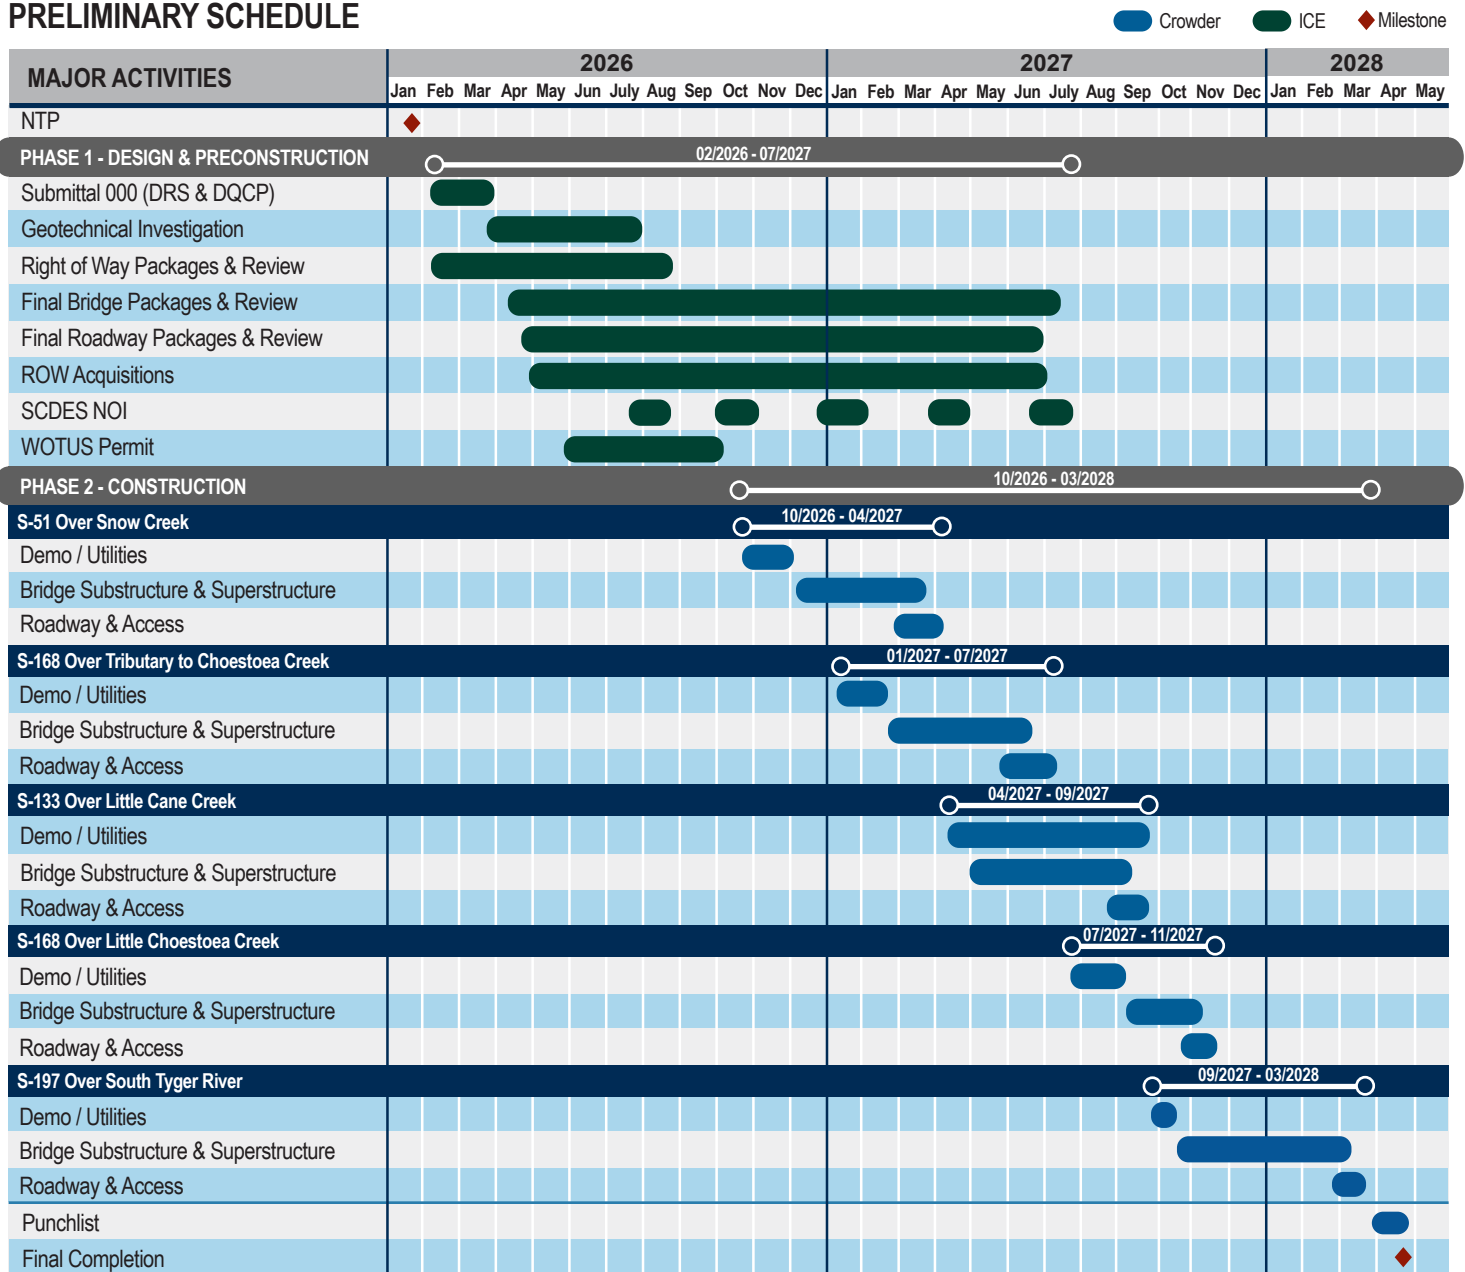 PRELIMINARY SCHEDULE
Crowder ICE Milestone
MAJOR ACTIVITIES
2026 2027 2028
Jan Feb Mar Apr May Jun July Aug Sep Oct Nov Dec Jan Feb Mar Apr May Jun July Aug Sep Oct Nov Dec Jan Feb Mar Apr May
NTP
PHASE 1 - DESIGN & PRECONSTRUCTION 02/2026 - 07/2027
Submittal 000 (DRS & DQCP)
Geotechnical Investigation
Right of Way Packages & Review
Final Bridge Packages & Review
Final Roadway Packages & Review
ROW Acquisitions
SCDES NOI
WOTUS Permit
PHASE 2 - CONSTRUCTION 10/2026 - 03/2028
S-51 Over Snow Creek 10/2026 - 04/2027
Demo / Utilities
Bridge Substructure & Superstructure
Roadway & Access
S-168 Over Tributary to Choestoea Creek 01/2027 - 07/2027
Demo / Utilities
Bridge Substructure & Superstructure
Roadway & Access
S-133 Over Little Cane Creek 04/2027 - 09/2027
Demo / Utilities
Bridge Substructure & Superstructure
Roadway & Access
S-168 Over Little Choestoea Creek 07/2027 - 11/2027
Demo / Utilities
Bridge Substructure & Superstructure
Roadway & Access
S-197 Over South Tyger River 09/2027 - 03/2028
Demo / Utilities
Bridge Substructure & Superstructure
Roadway & Access
Punchlist
Final Completion